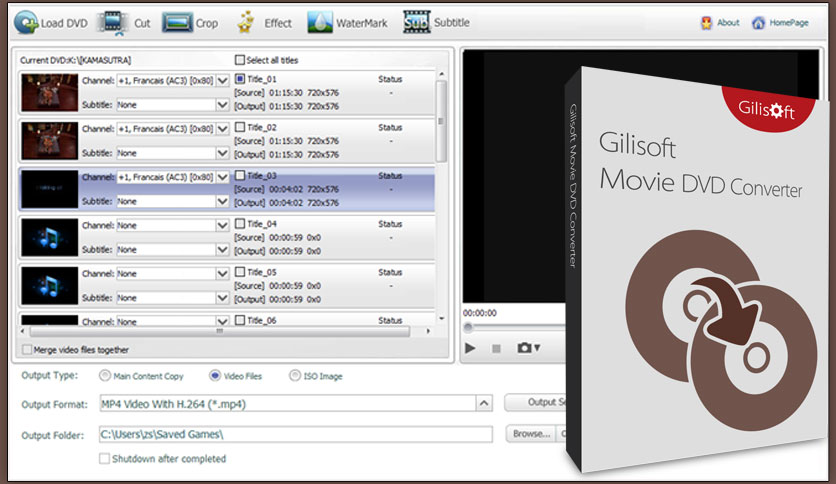 Load DVD Cut Crop Effect WaterMark Sub Subtitle About HomePage
Current DVD:K:\[KAMASUTRA] Select all titles
Channel: +1, Francais (AC3) [0x80] Title_01 Status
[Source] 01:15:30 720x576 -
Subtitle: None [Output] 01:15:30 720x576
Channel: +1, Francais (AC3) [0x80] Title_02 Status
[Source] 01:15:30 720x576 -
Subtitle: None [Output] 01:15:30 720x576
Channel: +1, Francais (AC3) [0x80] Title_03 Status
[Source] 00:04:02 720x576 -
Subtitle: None [Output] 00:04:02 720x576
Channel: None Title_04 Status
[Source] 00:00:59 0x0 -
Subtitle: None [Output] 00:00:59 0x0
Channel: None Title_05 Status
[Source] 00:00:59 0x0 -
Subtitle: None [Output] 00:00:59 0x0
Channel: None Title_06 Status
Merge video files together
00:00:00
Output Type: Main Content Copy Video Files ISO Image
Output Format: MP4 Video With H.264 (*.mp4) Output Se
Output Folder: C:\Users\zs\Saved Games\ Browse... O
Shutdown after completed
Gilisoft
Gilisoft
Movie DVD Converter
Gilisoft Movie DVD Converter